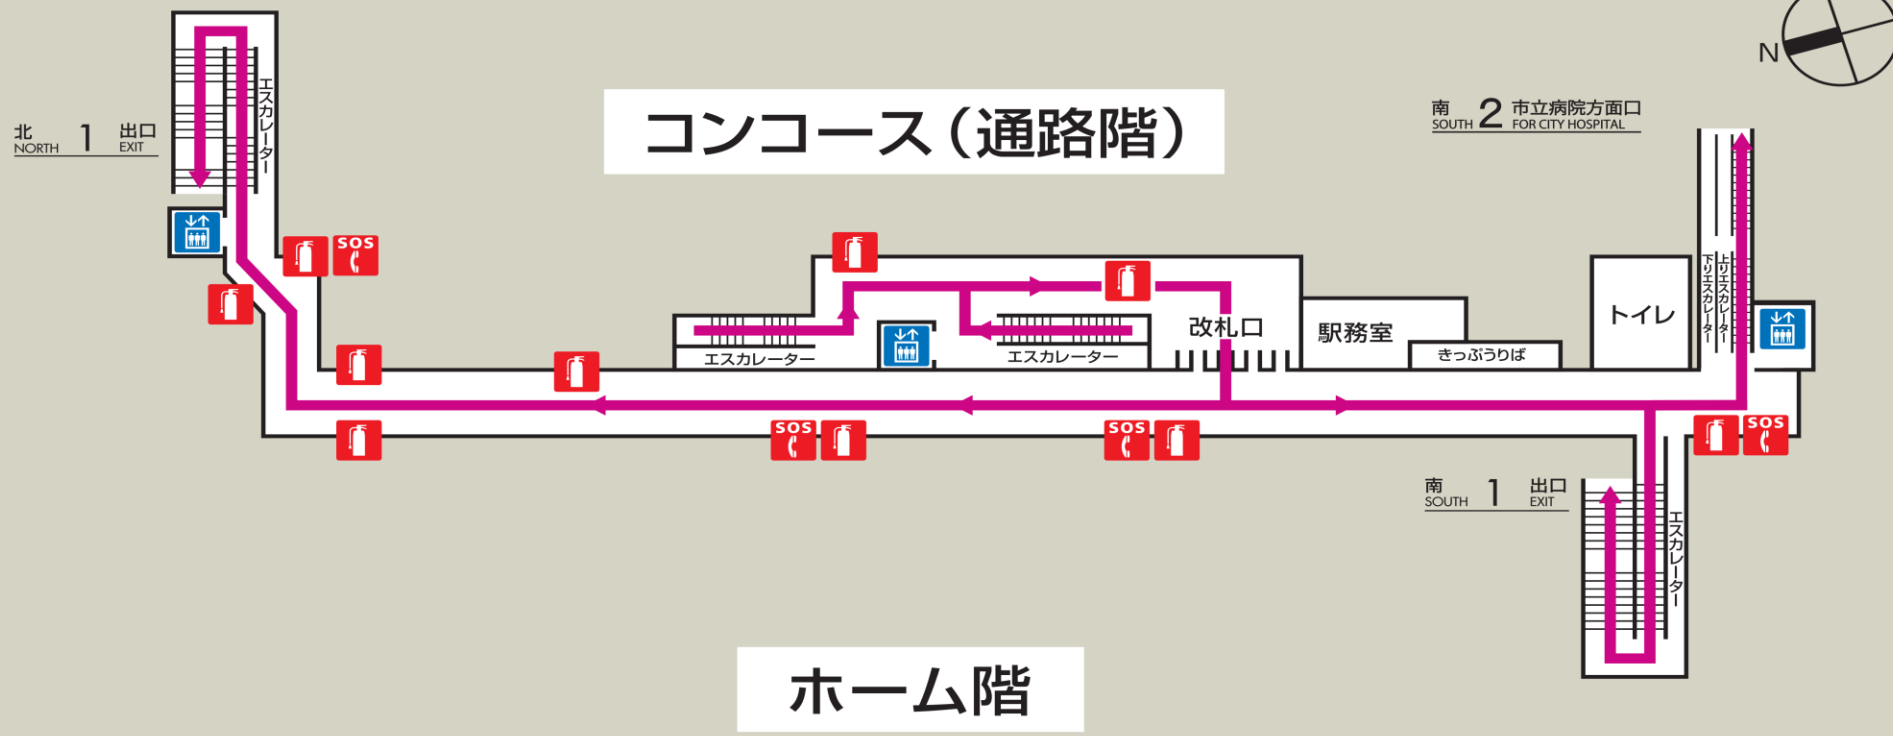 N
コンコース(通路階)
北 1 出口
NORTH EXIT
エスカレーター
南 2 市立病院方面口
SOUTH FOR CITY HOSPITAL
SOS
下りエスカレーター
上りエスカレーター
トイレ
改札口
駅務室
きっぷうりば
エスカレーター
エスカレーター
SOS
SOS
SOS
南 1 出口
SOUTH EXIT
エスカレーター
ホーム階